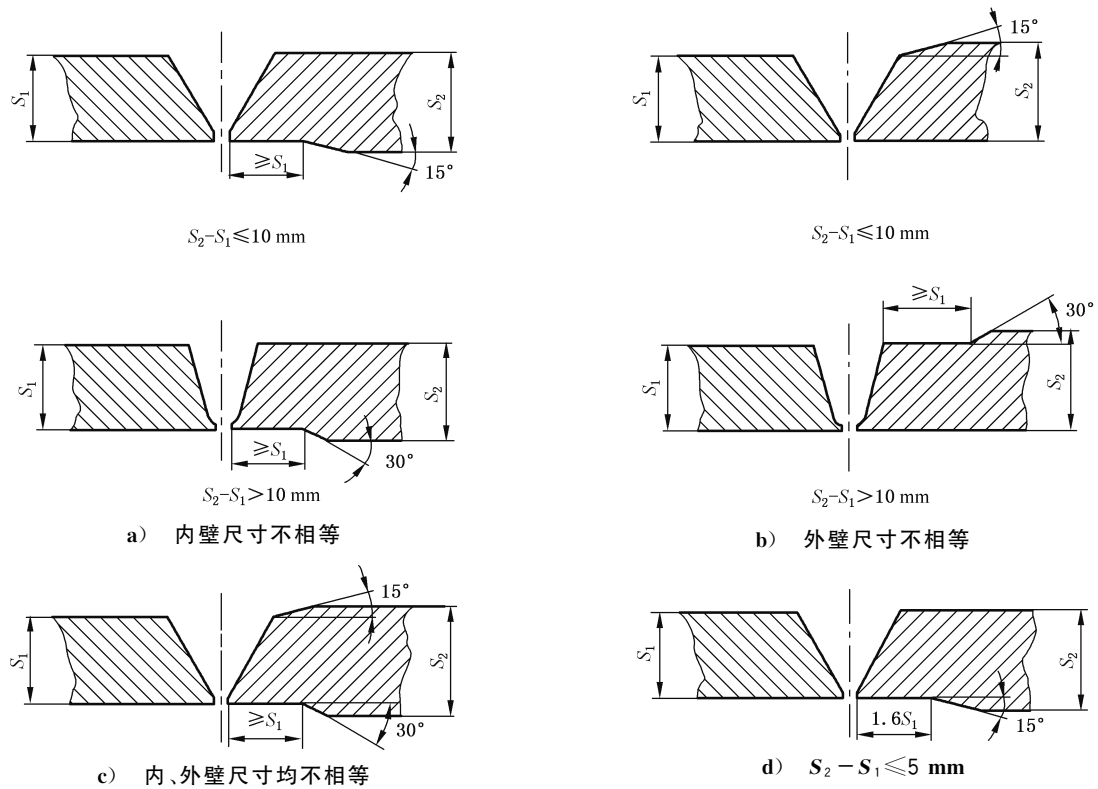 S₁
S₂
≥S₁
15°
S₂-S₁≤10 mm
15°
S₁
S₂
S₂-S₁≤10 mm
S₁
S₂
≥S₁
30°
S₂-S₁>10 mm
a） 内壁尺寸不相等
≥S₁
30°
S₁
S₂
S₂-S₁>10 mm
b） 外壁尺寸不相等
15°
S₁
S₂
≥S₁
30°
c） 内、外壁尺寸均不相等
S₁
S₂
1.6S₁
15°
d） S₂－S₁≤5 mm